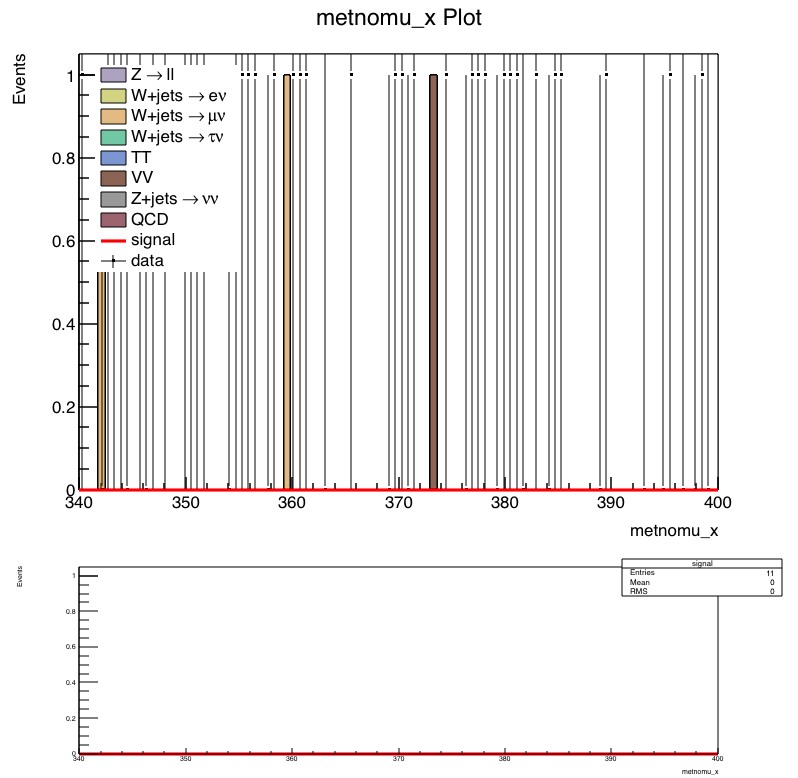 metnomu_x Plot
Events
1
0.8
0.6
0.4
0.2
0
Z → ll
W+jets → eν
W+jets → μν
W+jets → τν
TT
VV
Z+jets → νν
QCD
signal
data
340 350 360 370 380 390 400
metnomu_x
Events
1
0.8
0.6
0.4
0.2
0
signal
Entries 11
Mean 0
RMS 0
340 350 360 370 380 390 400
metnomu_x